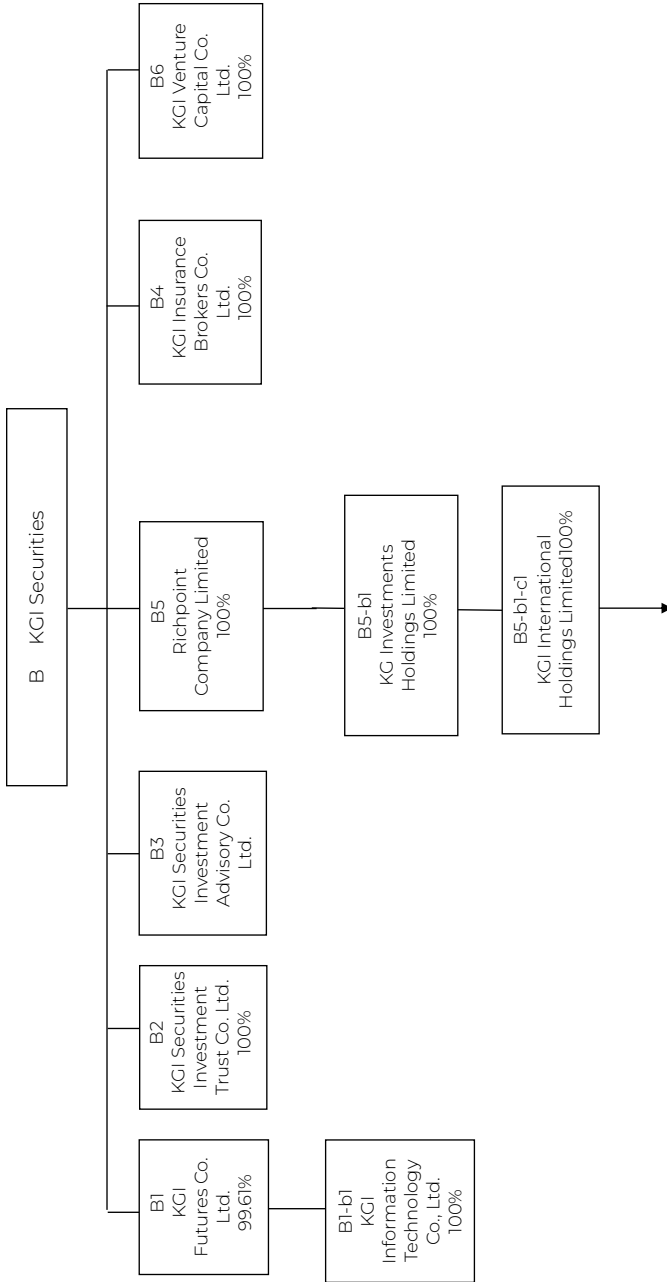 B KGI Securities
B1
KGI
Futures Co.
Ltd.
99.61%
B2
KGI Securities
Investment
Trust Co. Ltd.
100%
B3
KGI Securities
Investment
Advisory Co.
Ltd.
B5
Richpoint
Company Limited
100%
B4
KGI Insurance
Brokers Co.
Ltd.
100%
B6
KGI Venture
Capital Co.
Ltd.
100%
B1-b1
KGI
Information
Technology
Co., Ltd.
100%
B5-b1
KG Investments
Holdings Limited
100%
B5-b1-c1
KGI International
Holdings Limited100%